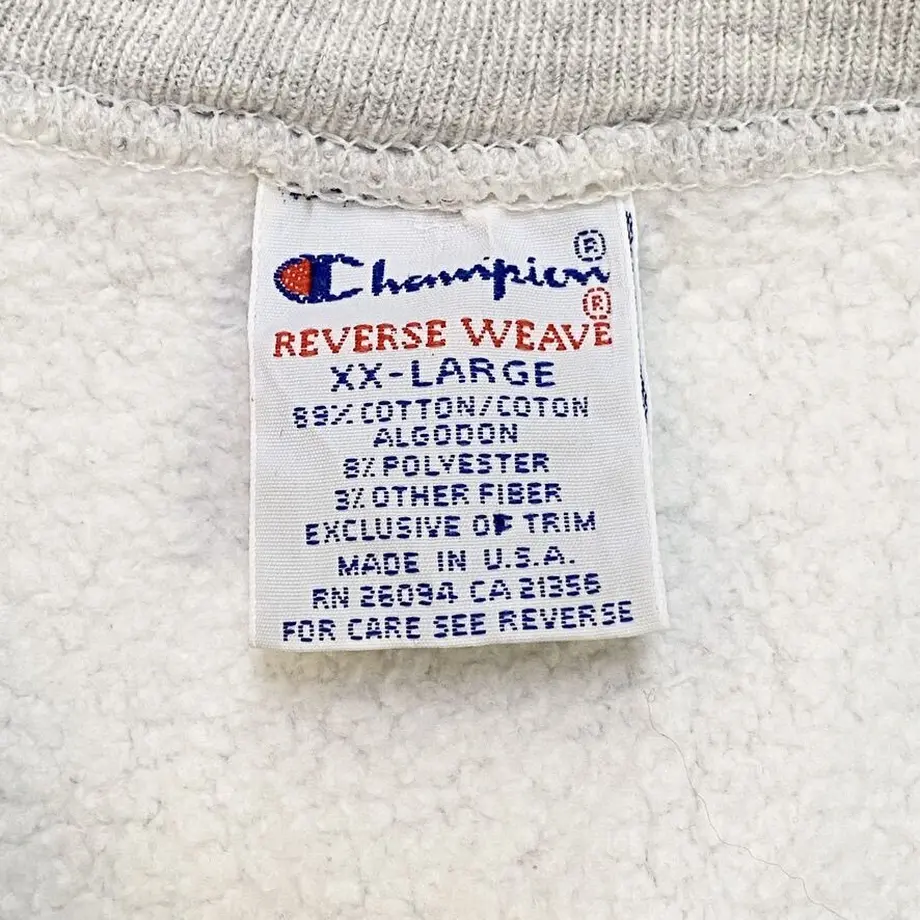 Champion®
REVERSE WEAVE®
XX-LARGE
89% COTTON/COTON
ALGODON
8% POLYESTER
3% OTHER FIBER
EXCLUSIVE OF TRIM
MADE IN U.S.A.
RN 26094 CA 21356
FOR CARE SEE REVERSE